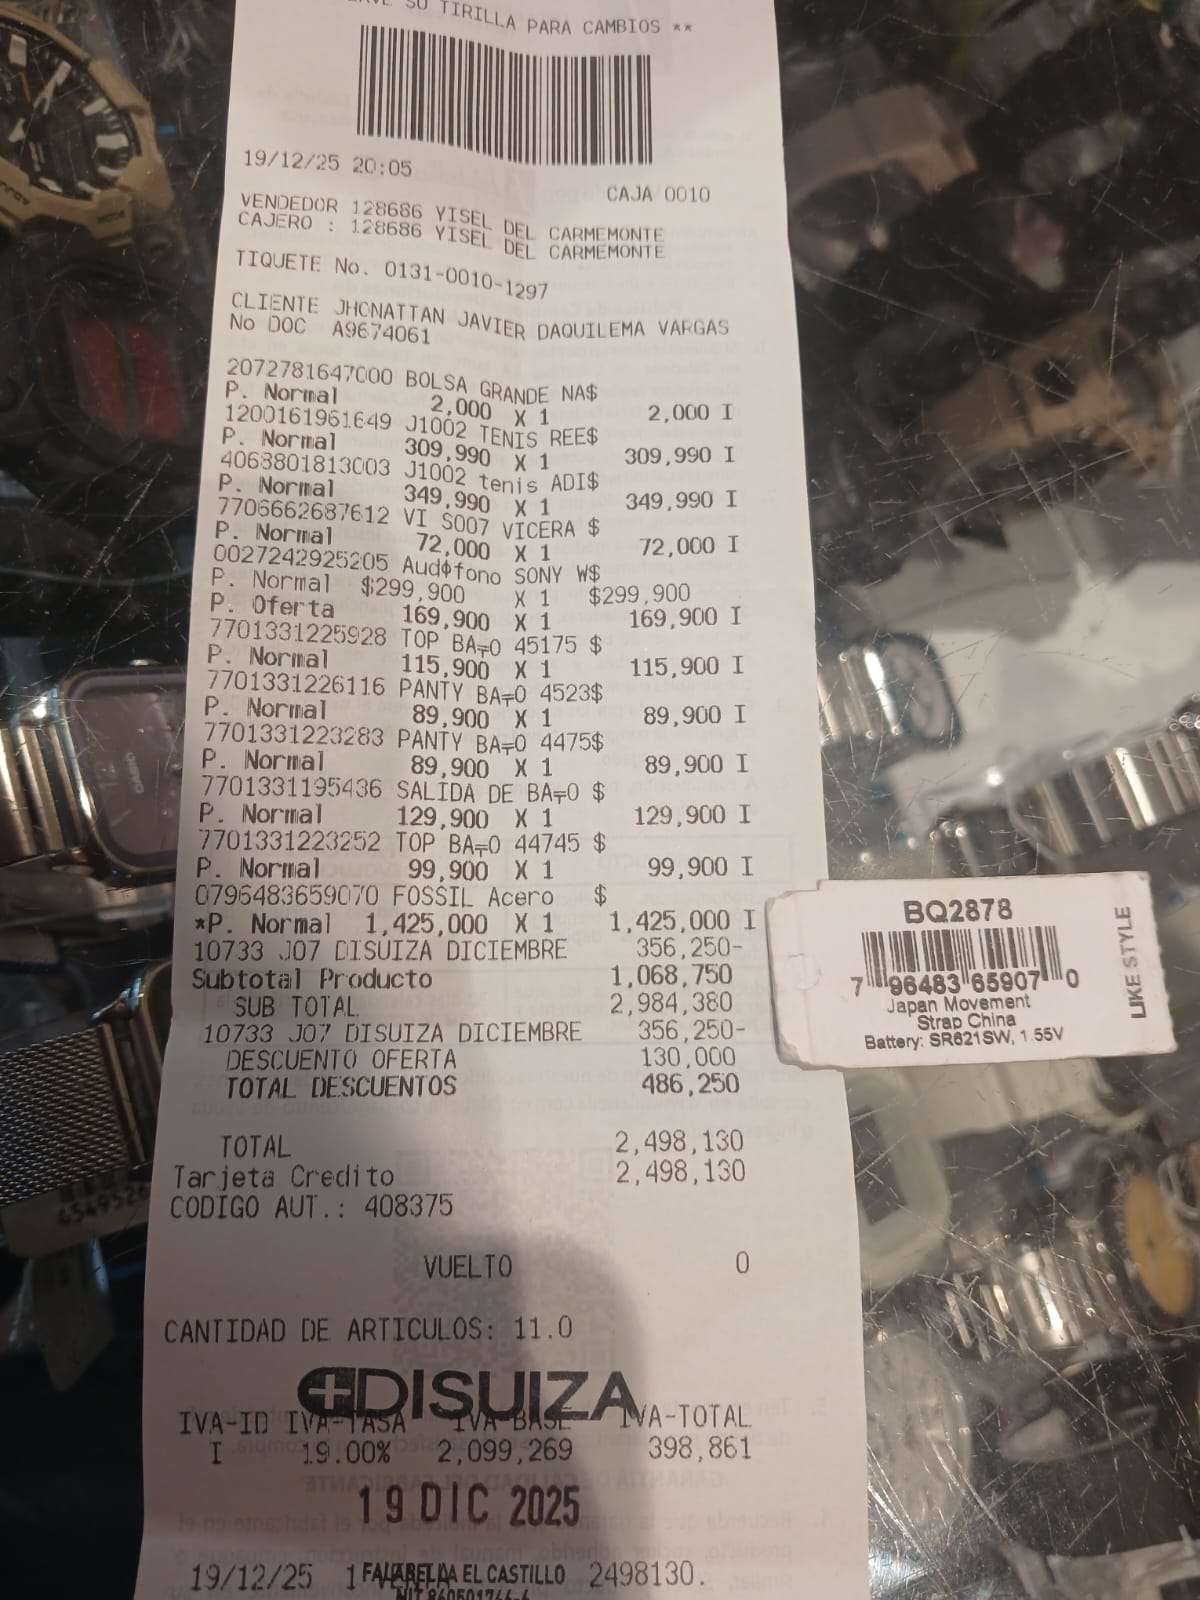 SU TIRILLA PARA CAMBIOS **
19/12/25 20:05
CAJA 0010
VENDEDOR 128686 YISEL DEL CARMEMONTE
CAJERO : 128686 YISEL DEL CARMEMONTE
TIQUETE No. 0131-0010-1297
CLIENTE JHONATTAN JAVIER DAQUILEMA VARGAS
No DOC A9674061
2072781647000 BOLSA GRANDE NA$
P. Normal 2,000 X 1 2,000 I
1200161961649 J1002 TENIS REE$
P. Normal 309,990 X 1 309,990 I
4063801813003 J1002 tenis ADI$
P. Normal 349,990 X 1 349,990 I
7706662687612 VI S007 VICERA $
P. Normal 72,000 X 1 72,000 I
0027242925205 Audífono SONY W$
P. Normal $299,900 X 1 $299,900
P. Oferta 169,900 X 1 169,900 I
7701331225928 TOP BA╤O 45175 $
P. Normal 115,900 X 1 115,900 I
7701331226116 PANTY BA╤O 4523$
P. Normal 89,900 X 1 89,900 I
7701331223283 PANTY BA╤O 4475$
P. Normal 89,900 X 1 89,900 I
7701331195436 SALIDA DE BA╤O $
P. Normal 129,900 X 1 129,900 I
7701331223252 TOP BA╤O 44745 $
P. Normal 99,900 X 1 99,900 I
0796483659070 FOSSIL Acero $
*P. Normal 1,425,000 X 1 1,425,000 I
10733 J07 DISUIZA DICIEMBRE 356,250-
Subtotal Producto 1,068,750
SUB TOTAL 2,984,380
10733 J07 DISUIZA DICIEMBRE 356,250-
DESCUENTO OFERTA 130,000
TOTAL DESCUENTOS 486,250
TOTAL 2,498,130
Tarjeta Credito 2,498,130
CODIGO AUT.: 408375
VUELTO 0
CANTIDAD DE ARTICULOS: 11.0
DISUIZA
IVA-ID IVA-TASA IVA-BASE IVA-TOTAL
I 19.00% 2,099,269 398,861
19 DIC 2025
19/12/25 1 FALABELLA EL CASTILLO 2498130.
BQ2878
7 96483 65907 0
Japan Movement
Strap China
Battery: SR621SW, 1.55V
LIKE STYLE
CASIO